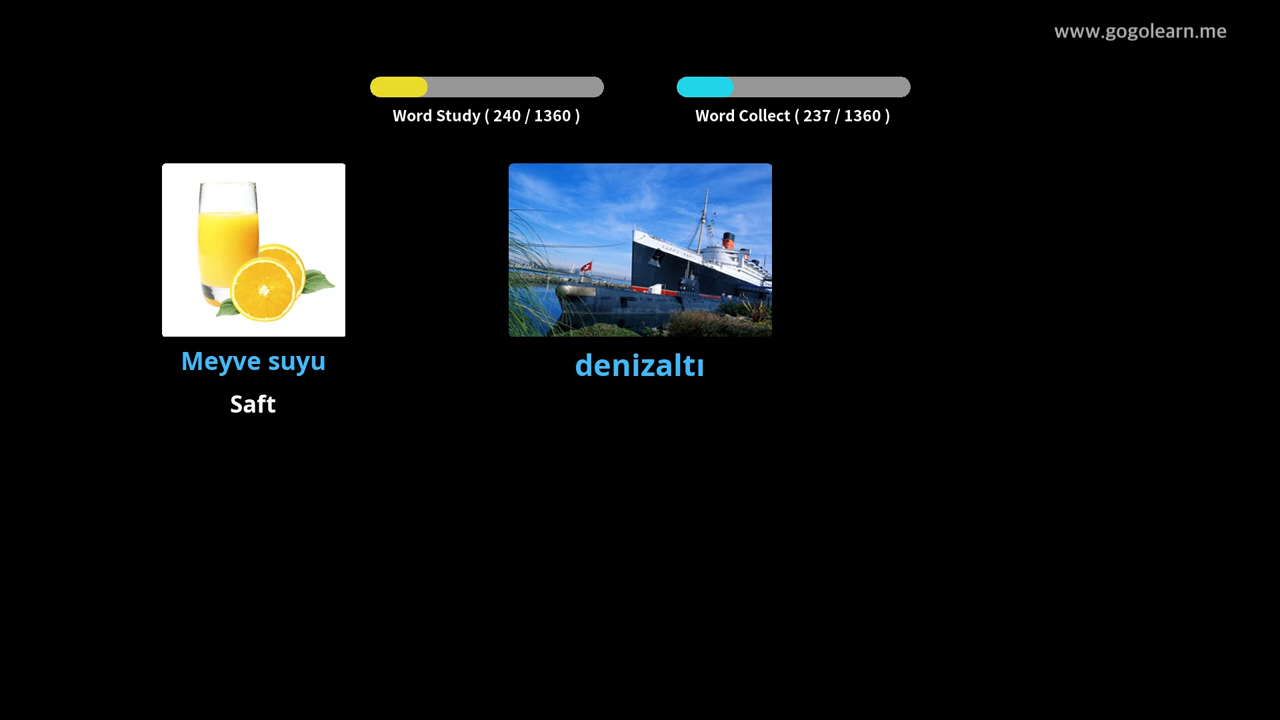 www.gogolearn.me
Word Study ( 240 / 1360 )
Word Collect ( 237 / 1360 )
Meyve suyu
denizaltı
Saft